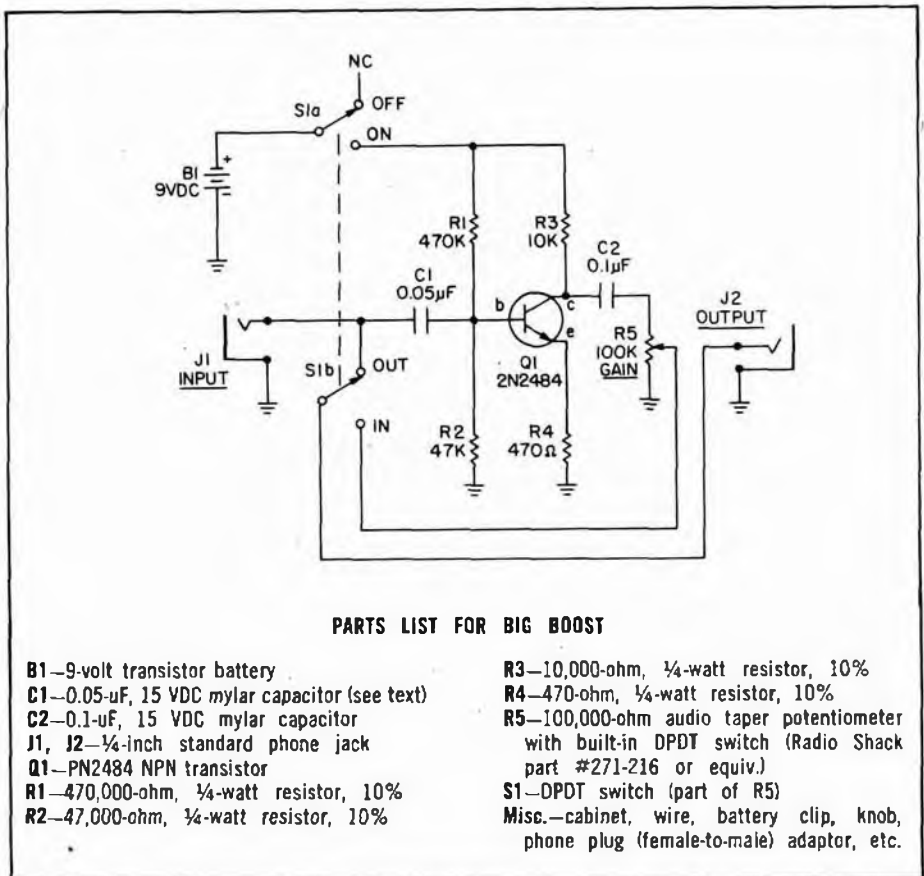 NC
S1a
OFF
ON
B1
9VDC
+
−
R1
470K
R3
10K
C1
0.05µF
C2
0.1µF
b
c
e
Q1
2N2484
R5
100K
GAIN
J2
OUTPUT
J1
INPUT
S1b
OUT
IN
R2
47K
R4
470Ω
PARTS LIST FOR BIG BOOST
B1—9-volt transistor battery
C1—0.05-uF, 15 VDC mylar capacitor (see text)
C2—0.1-uF, 15 VDC mylar capacitor
J1, J2—¼-inch standard phone jack
Q1—PN2484 NPN transistor
R1—470,000-ohm, ¼-watt resistor, 10%
R2—47,000-ohm, ¼-watt resistor, 10%
R3—10,000-ohm, ¼-watt resistor, 10%
R4—470-ohm, ¼-watt resistor, 10%
R5—100,000-ohm audio taper potentiometer
with built-in DPDT switch (Radio Shack
part #271-216 or equiv.)
S1—DPDT switch (part of R5)
Misc.—cabinet, wire, battery clip, knob,
phone plug (female-to-male) adaptor, etc.